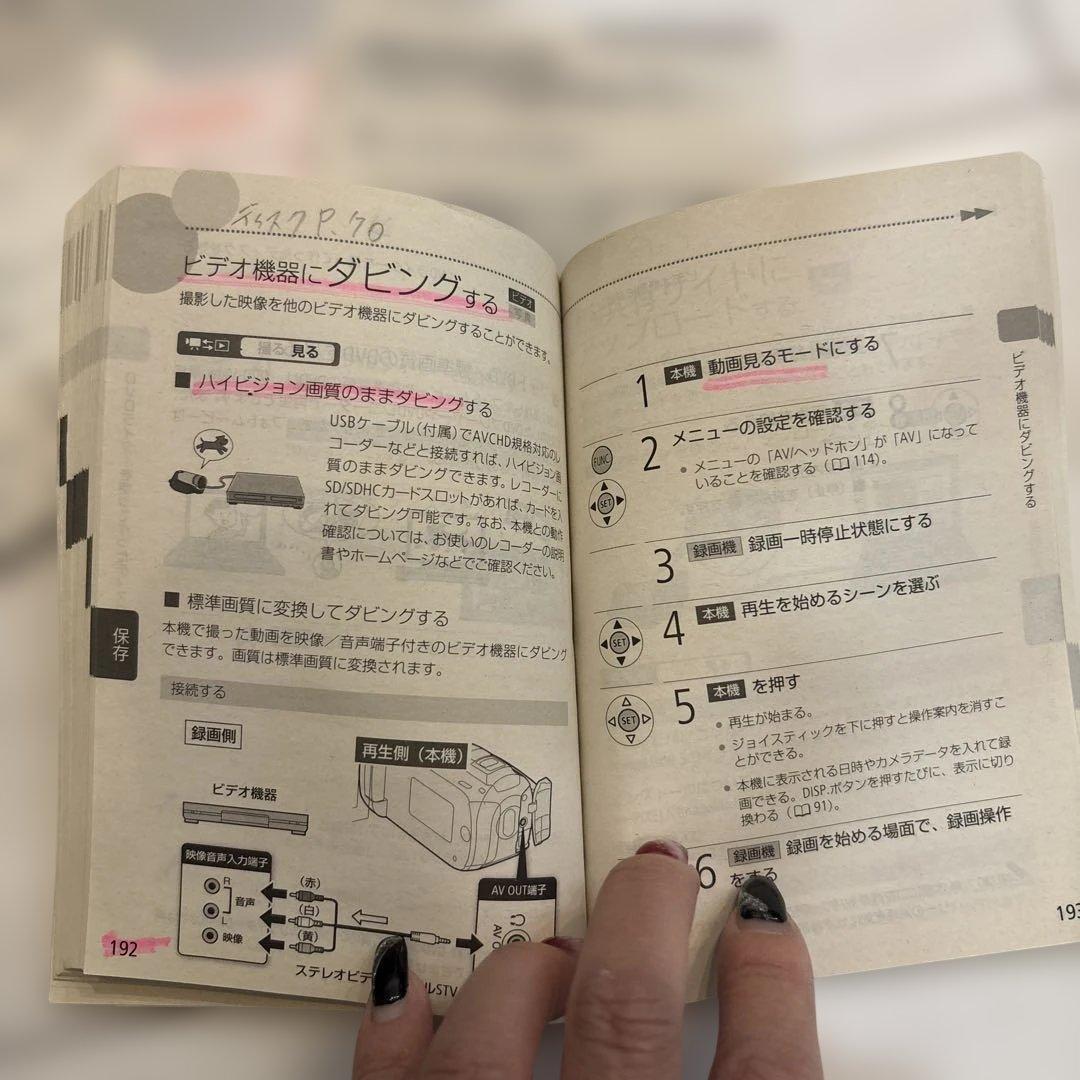 ディスク P.70
ビデオ機器にダビングする
ビデオ
写真
撮影した映像を他のビデオ機器にダビングすることができます。
撮る 見る
■ ハイビジョン画質のままダビングする
USBケーブル(付属)でAVCHD規格対応のレ
コーダーなどと接続すれば、ハイビジョン画
質のままダビングできます。レコーダーに
SD/SDHCカードスロットがあれば、カードを入
れてダビング可能です。なお、本機との動作
確認については、お使いのレコーダーの説明
書やホームページなどでご確認ください。
■ 標準画質に変換してダビングする
本機で撮った動画を映像/音声端子付きのビデオ機器にダビング
できます。画質は標準画質に変換されます。
保存
接続する
録画側
再生側(本機)
ビデオ機器
映像音声入力端子
R
音声
L
映像
(赤)
(白)
(黄)
AV OUT端子
AV O
ステレオビデ
ルSTV
192
1 本機 動画見るモードにする
2 メニューの設定を確認する
FUNC.
SET
● メニューの「AV/ヘッドホン」が「AV」になって
いることを確認する(114)。
3 録画機 録画一時停止状態にする
4 本機 再生を始めるシーンを選ぶ
SET
5 本機 を押す
SET
● 再生が始まる。
● ジョイスティックを下に押すと操作案内を消すこ
とができる。
● 本機に表示される日時やカメラデータを入れて録
画できる。DISP.ボタンを押すたびに、表示に切り
換わる(91)。
6 録画機 録画を始める場面で、録画操作
をする
ビデオ機器にダビングする
193